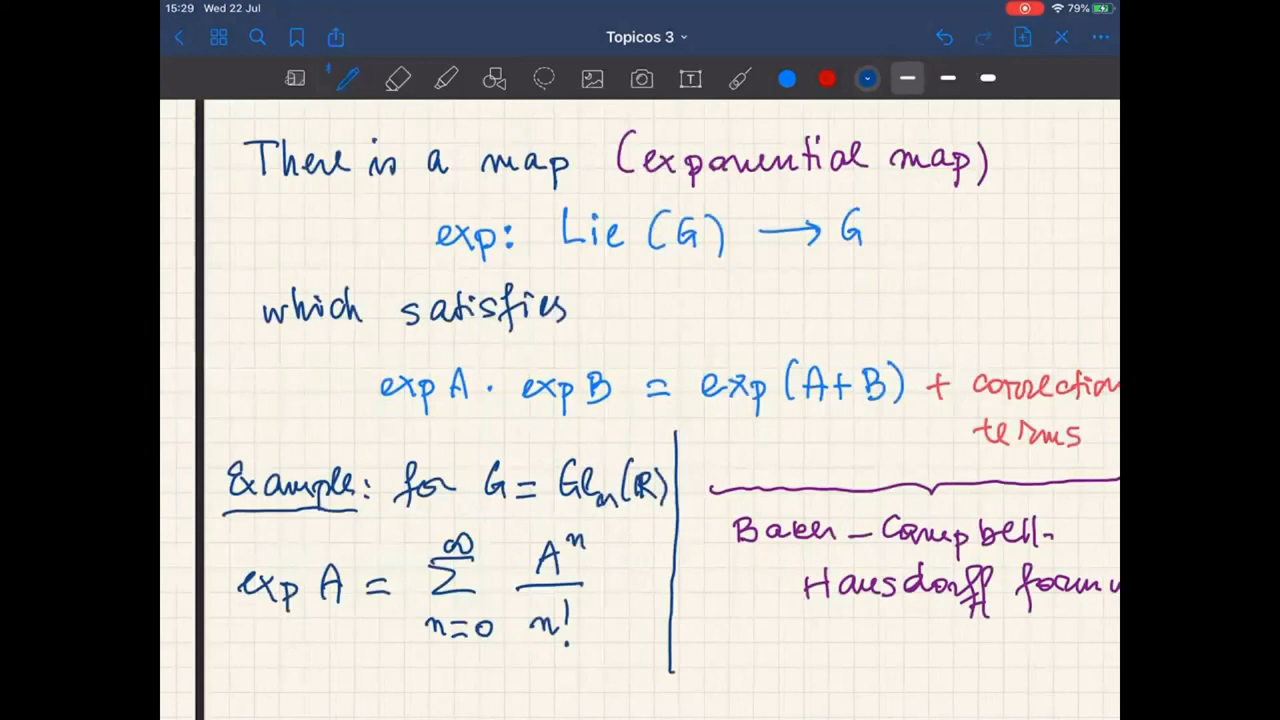 15:29 Wed 22 Jul 79%
Topicos 3
There is a map (exponential map)
exp: Lie (G) → G
which satisfies
exp A · exp B = exp (A+B) + correction
terms
Example: for G = Gln(R)
exp A = ∑_{n=0}^{∞} A^n / n!
Baker - Campbell-
Hausdorff formu